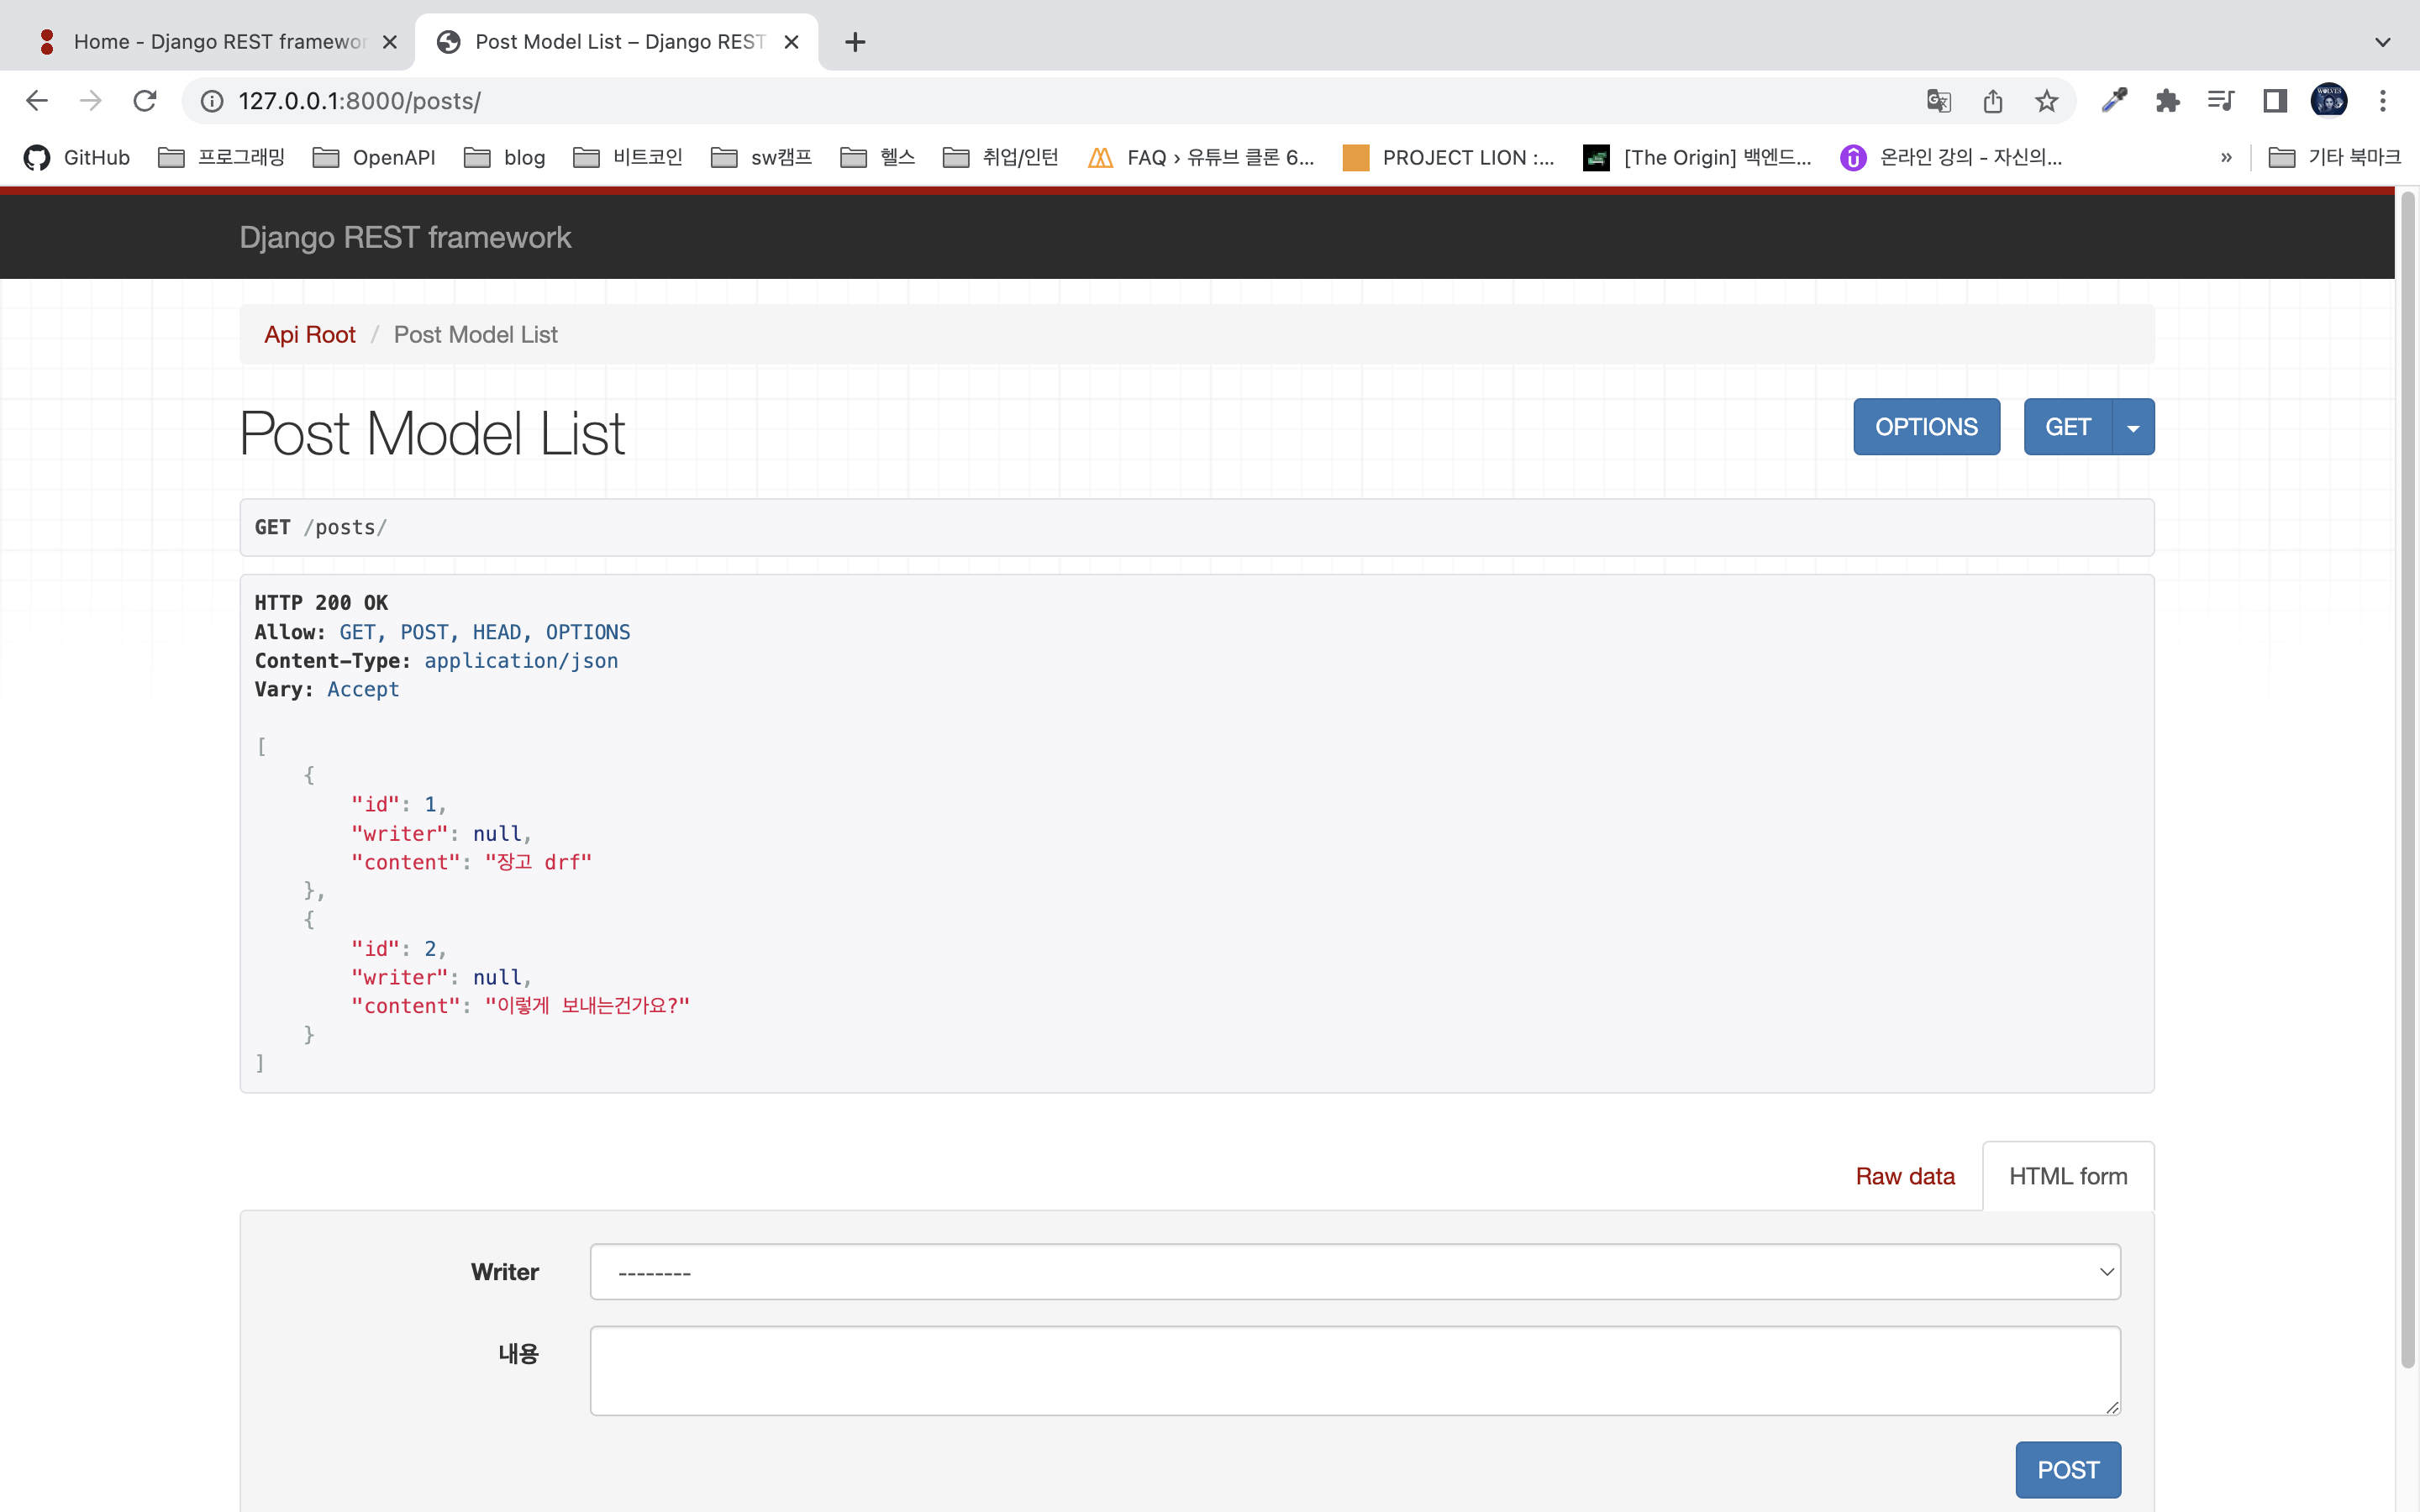 Home - Django REST framewor
Post Model List – Django REST
127.0.0.1:8000/posts/
GitHub 프로그래밍 OpenAPI blog 비트코인 sw캠프 헬스 취업/인턴 FAQ › 유튜브 클론 6... PROJECT LION :... [The Origin] 백엔드... 온라인 강의 - 자신의... » 기타 북마크
Django REST framework
Api Root / Post Model List
Post Model List
OPTIONS
GET
GET /posts/
HTTP 200 OK
Allow: GET, POST, HEAD, OPTIONS
Content-Type: application/json
Vary: Accept
[
    {
        "id": 1,
        "writer": null,
        "content": "장고 drf"
    },
    {
        "id": 2,
        "writer": null,
        "content": "이렇게 보내는건가요?"
    }
]
Raw data
HTML form
Writer
--------
내용
POST